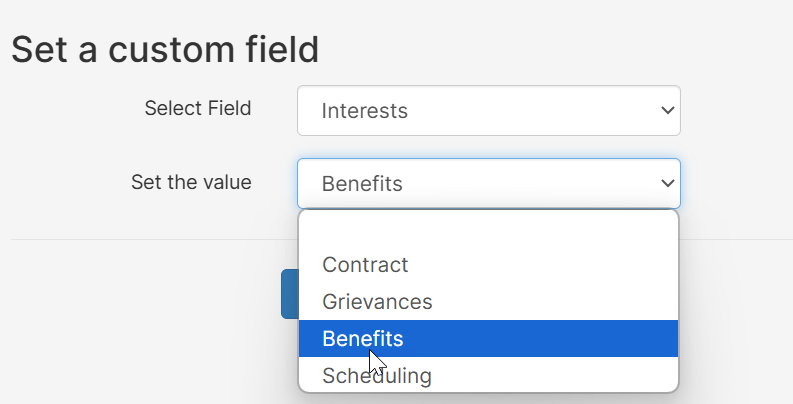 Set a custom field
Select Field
Interests
Set the value
Benefits
Contract
Grievances
Benefits
Scheduling